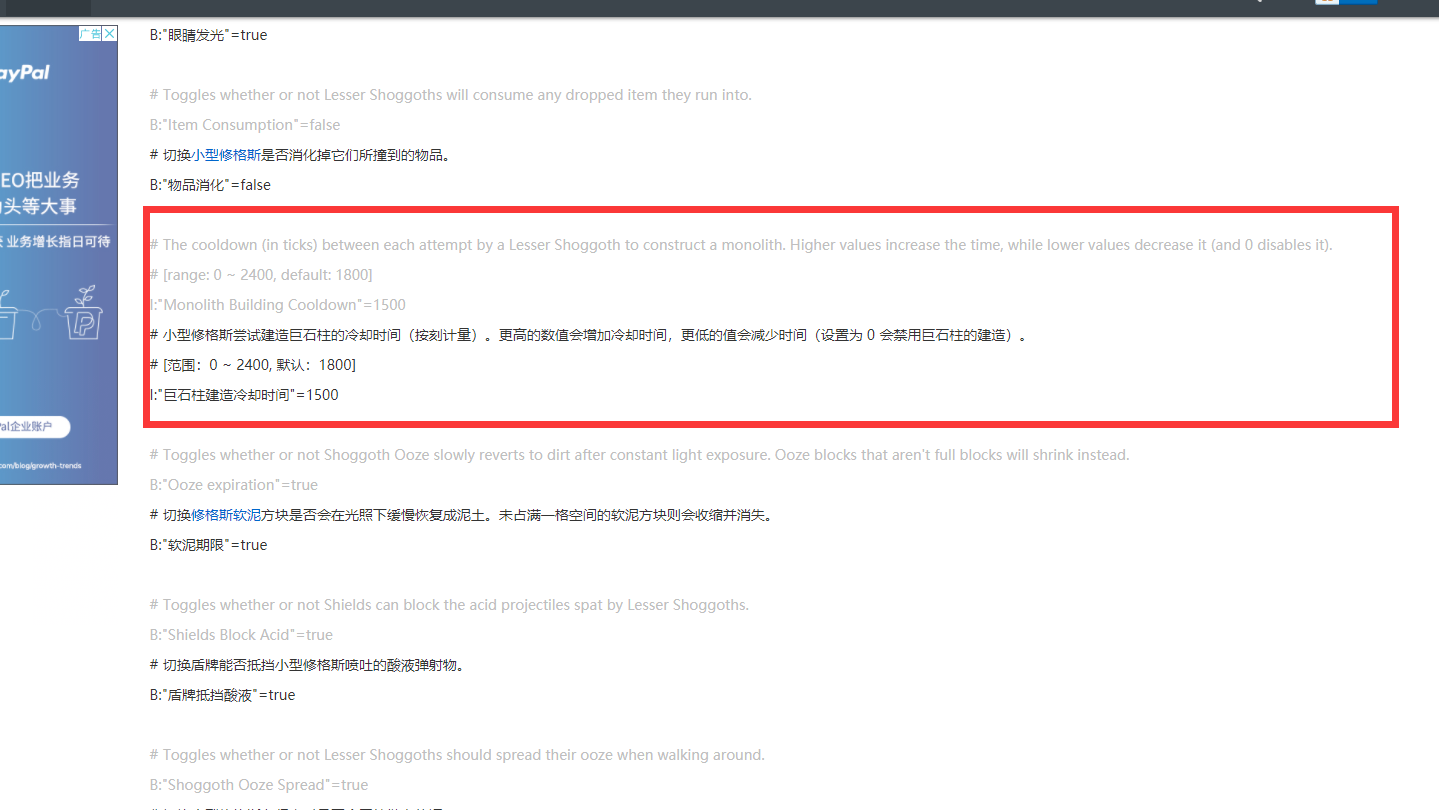 广告
ayPal
EO把业务
头等大事
业务增长指日可待
Pal企业账户
com/blog/growth-trends
B:"眼睛发光"=true
# Toggles whether or not Lesser Shoggoths will consume any dropped item they run into.
B:"Item Consumption"=false
# 切换小型修格斯是否消化掉它们所撞到的物品。
B:"物品消化"=false
# The cooldown (in ticks) between each attempt by a Lesser Shoggoth to construct a monolith. Higher values increase the time, while lower values decrease it (and 0 disables it).
# [range: 0 ~ 2400, default: 1800]
I:"Monolith Building Cooldown"=1500
# 小型修格斯尝试建造巨石柱的冷却时间（按刻计量）。更高的数值会增加冷却时间，更低的值会减少时间（设置为 0 会禁用巨石柱的建造）。
# [范围：0 ~ 2400, 默认：1800]
I:"巨石柱建造冷却时间"=1500
# Toggles whether or not Shoggoth Ooze slowly reverts to dirt after constant light exposure. Ooze blocks that aren't full blocks will shrink instead.
B:"Ooze expiration"=true
# 切换修格斯软泥方块是否会在光照下缓慢恢复成泥土。未占满一格空间的软泥方块则会收缩并消失。
B:"软泥期限"=true
# Toggles whether or not Shields can block the acid projectiles spat by Lesser Shoggoths.
B:"Shields Block Acid"=true
# 切换盾牌能否抵挡小型修格斯喷吐的酸液弹射物。
B:"盾牌抵挡酸液"=true
# Toggles whether or not Lesser Shoggoths should spread their ooze when walking around.
B:"Shoggoth Ooze Spread"=true